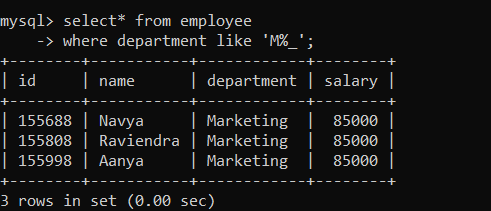 mysql> select* from employee
    -> where department like 'M%_';
+--------+-----------+------------+--------+
| id     | name      | department | salary |
+--------+-----------+------------+--------+
| 155688 | Navya     | Marketing  |  85000 |
| 155808 | Raviendra | Marketing  |  85000 |
| 155998 | Aanya     | Marketing  |  85000 |
+--------+-----------+------------+--------+
3 rows in set (0.00 sec)